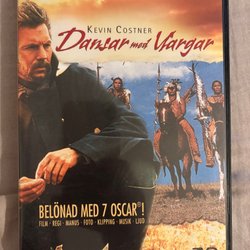 KEVIN COSTNER
Dansar med Vargar
BELÖNAD MED 7 OSCAR
FILM · REGI · MANUS · FOTO · KLIPPNING · MUSIK · LJUD